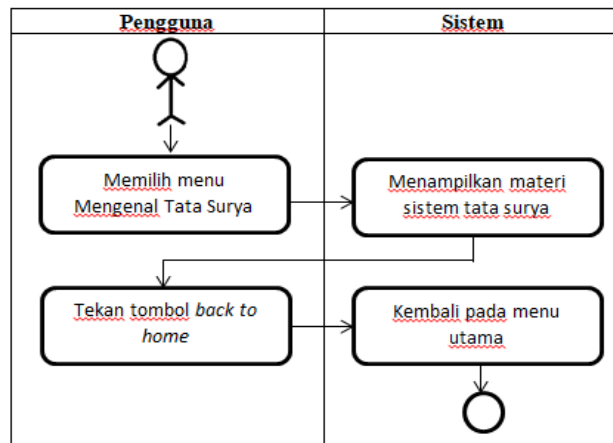 Pengguna
Sistem
Memilih menu
Mengenal Tata Surya
Menampilkan materi
sistem tata surya
Tekan tombol back to
home
Kembali pada menu
utama